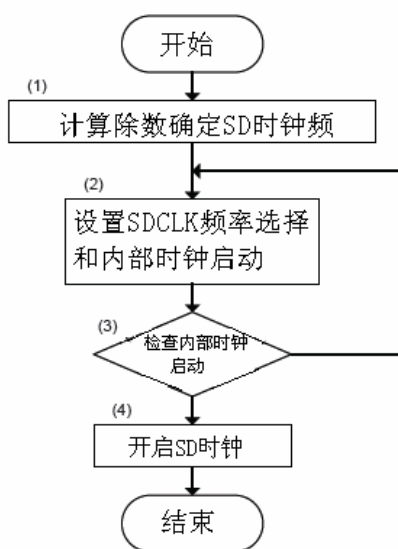 开始
(1)
计算除数确定SD时钟频
(2)
设置SDCLK频率选择
和内部时钟启动
(3)
检查内部时钟
启动
(4)
开启SD时钟
结束